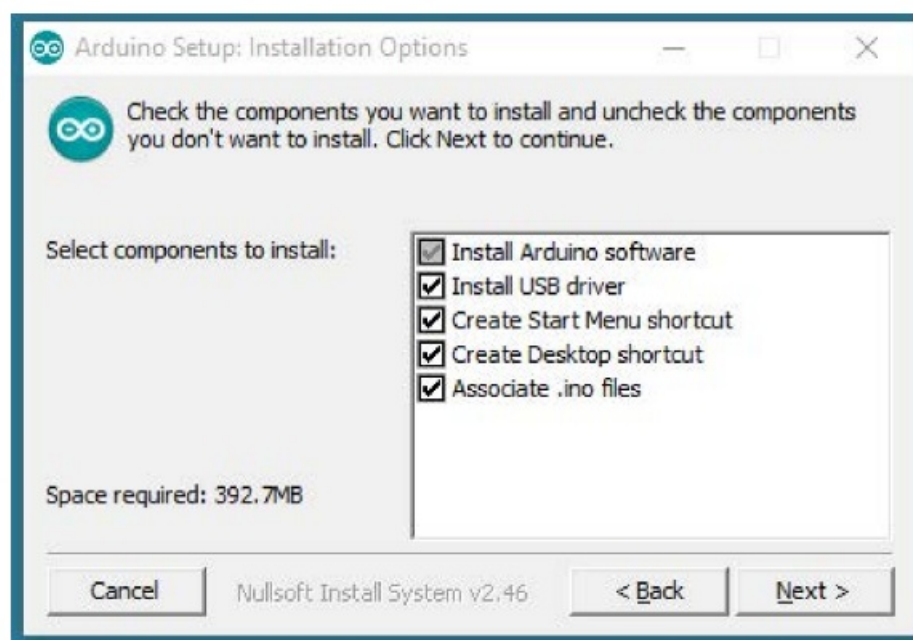 Arduino Setup: Installation Options
Check the components you want to install and uncheck the components
you don't want to install. Click Next to continue.
Select components to install:
Install Arduino software
Install USB driver
Create Start Menu shortcut
Create Desktop shortcut
Associate .ino files
Space required: 392.7MB
Cancel
Nullsoft Install System v2.46
< Back
Next >